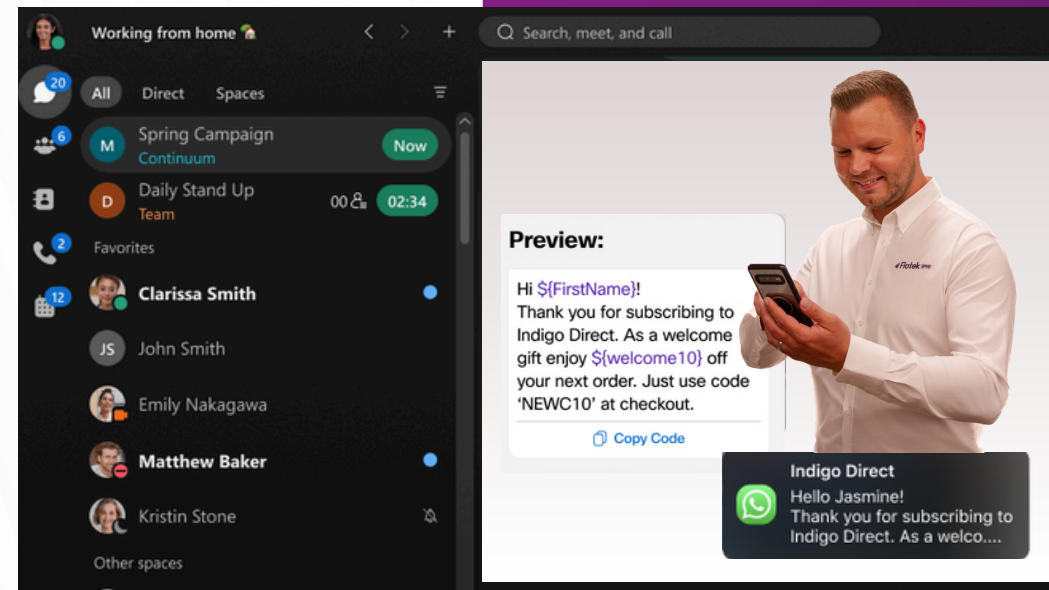 Working from home
Search, meet, and call
20
All Direct Spaces
6
M
Spring Campaign
Continuum
Now
D
Daily Stand Up
Team
00
02:34
2
Favorites
12
Clarissa Smith
JS
John Smith
Emily Nakagawa
Matthew Baker
Kristin Stone
Other spaces
Preview:
Hi ${FirstName}!
Thank you for subscribing to
Indigo Direct. As a welcome
gift enjoy ${welcome10} off
your next order. Just use code
‘NEWC10’ at checkout.
Copy Code
Flotek
Indigo Direct
Hello Jasmine!
Thank you for subscribing to
Indigo Direct. As a welco....